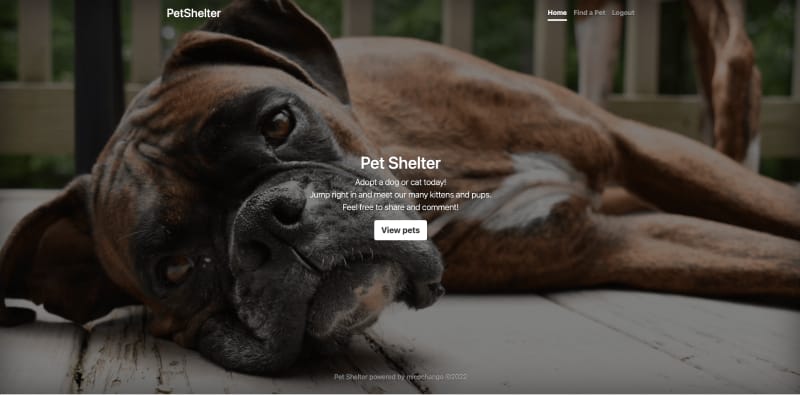 PetShelter
Home Find a Pet Logout
Pet Shelter
Adopt a dog or cat today!
Jump right in and meet our many kittens and pups.
Feel free to share and comment!
View pets
Pet Shelter powered by mirochango ©2022